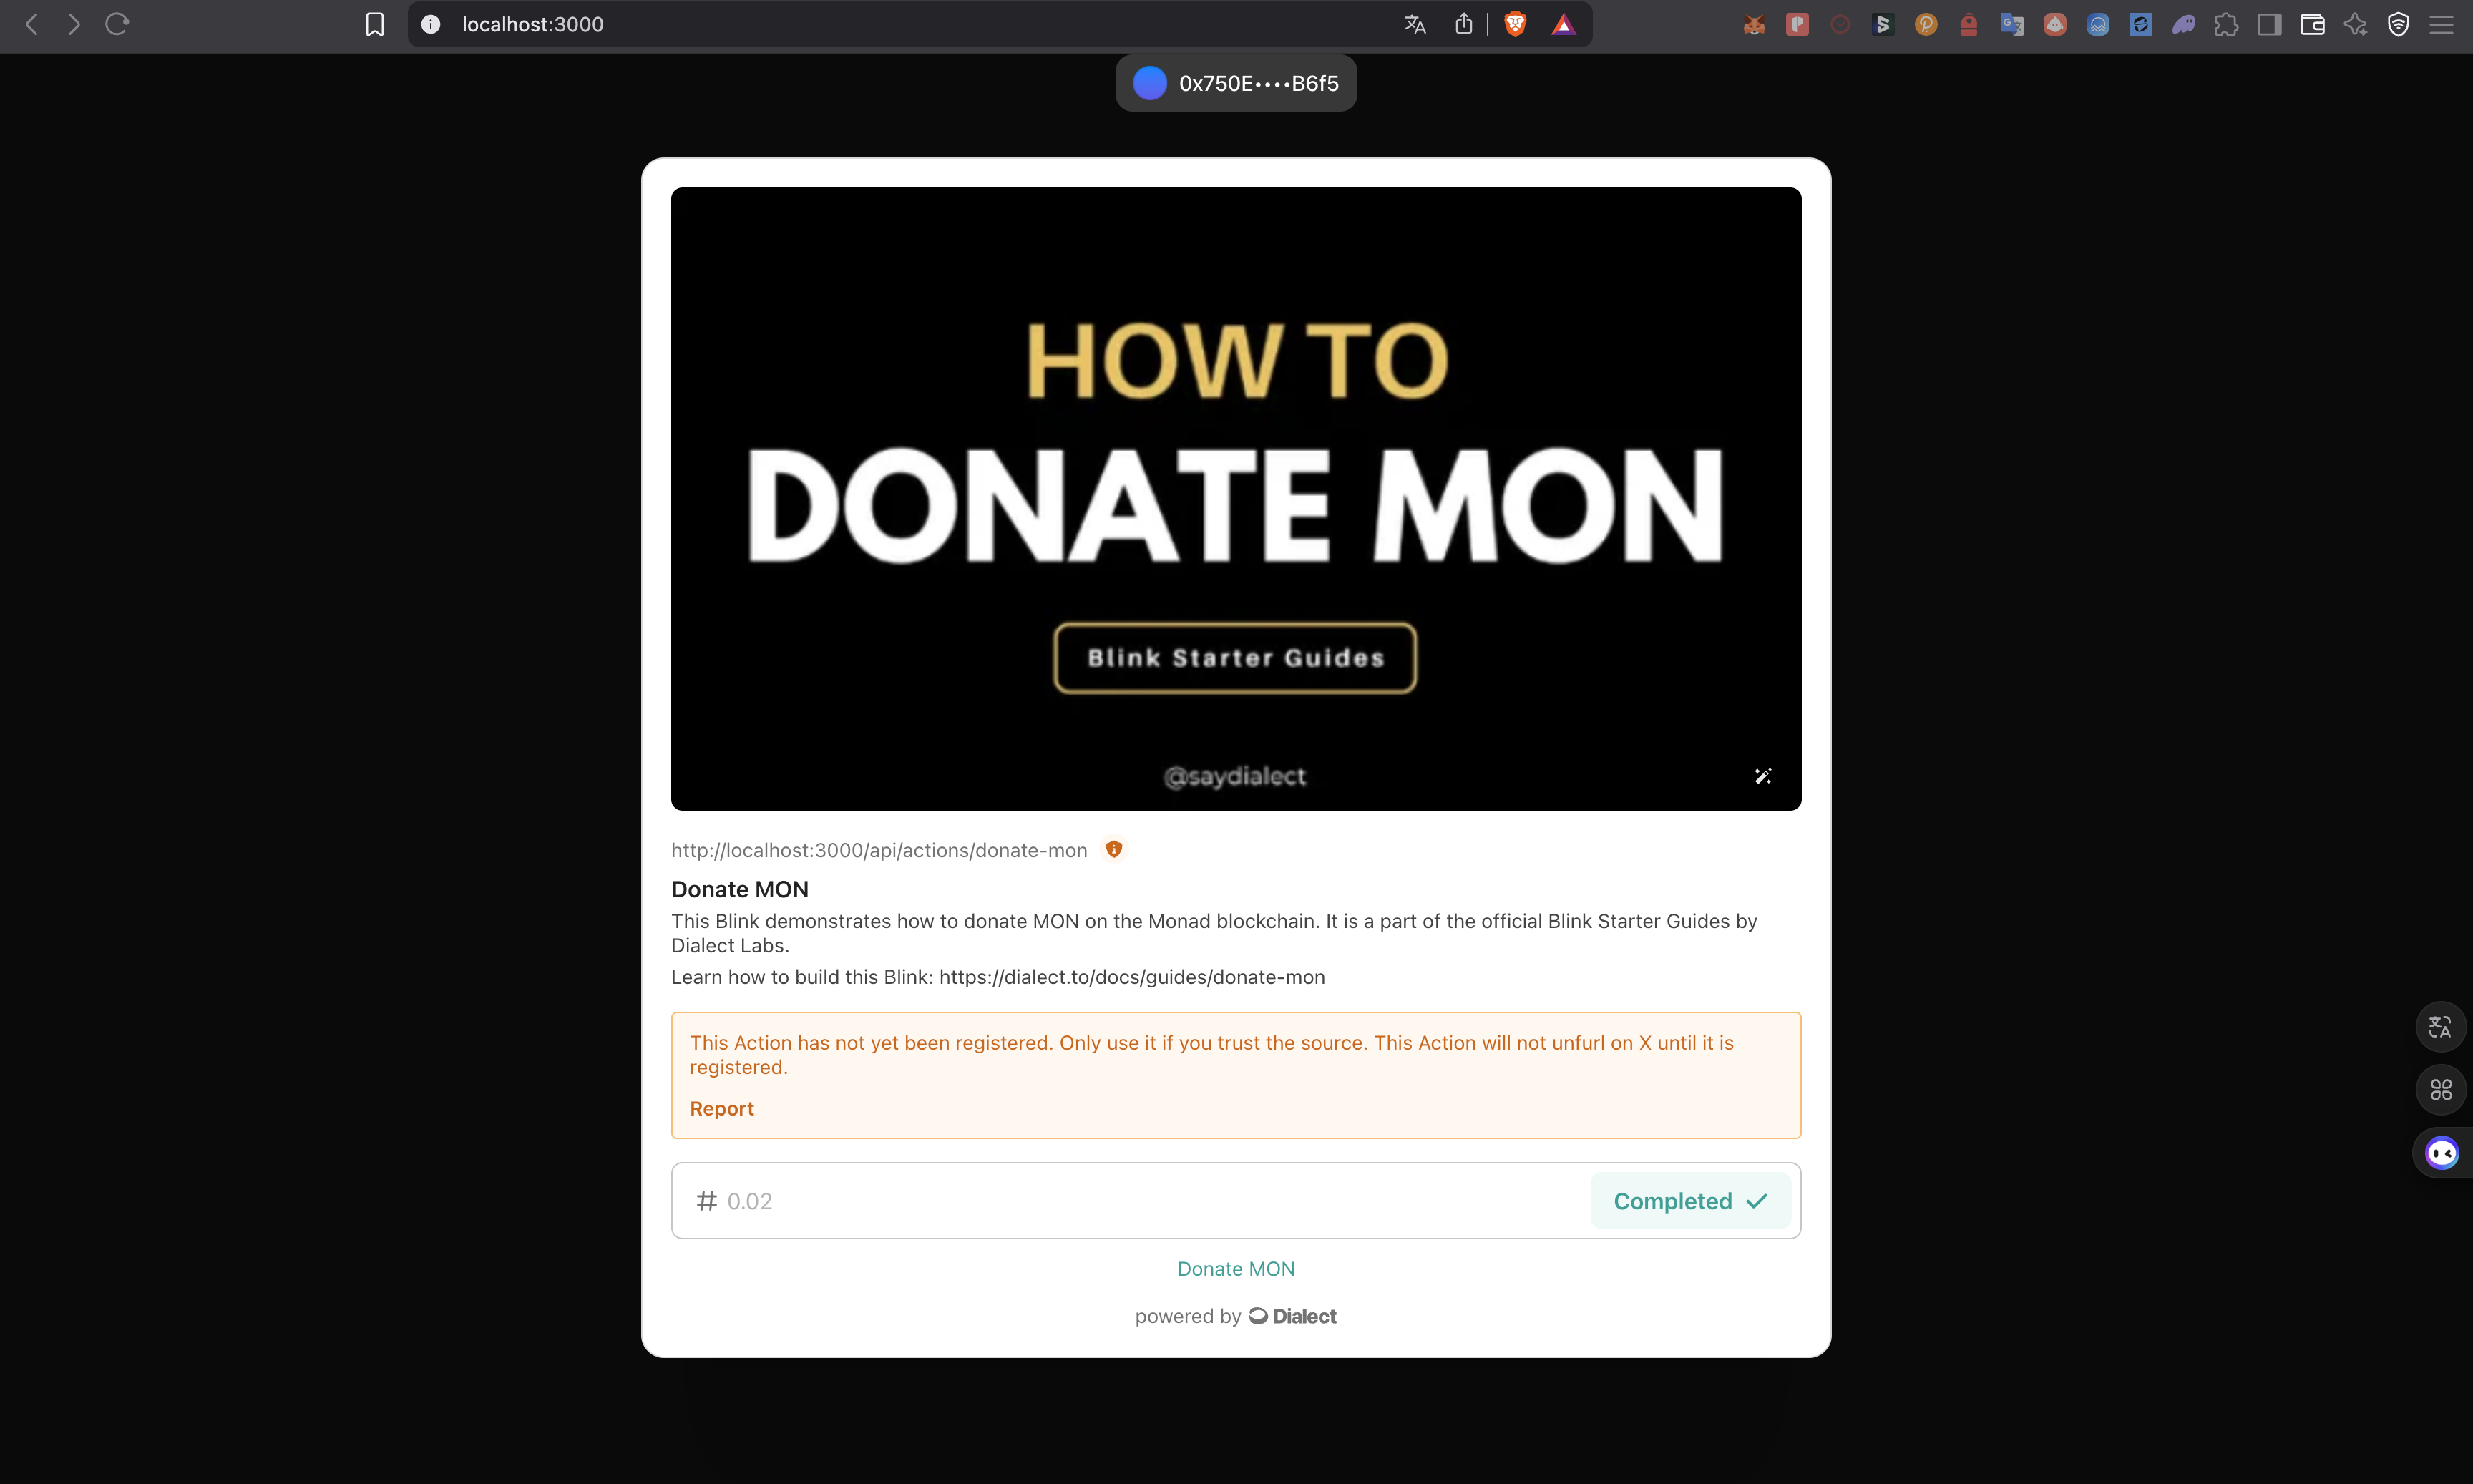 localhost:3000
0x750E••••B6f5
HOW TO
DONATE MON
Blink Starter Guides
@saydialect
http://localhost:3000/api/actions/donate-mon
Donate MON
This Blink demonstrates how to donate MON on the Monad blockchain. It is a part of the official Blink Starter Guides by
Dialect Labs.
Learn how to build this Blink: https://dialect.to/docs/guides/donate-mon
This Action has not yet been registered. Only use it if you trust the source. This Action will not unfurl on X until it is
registered.
Report
# 0.02
Completed
Donate MON
powered by Dialect